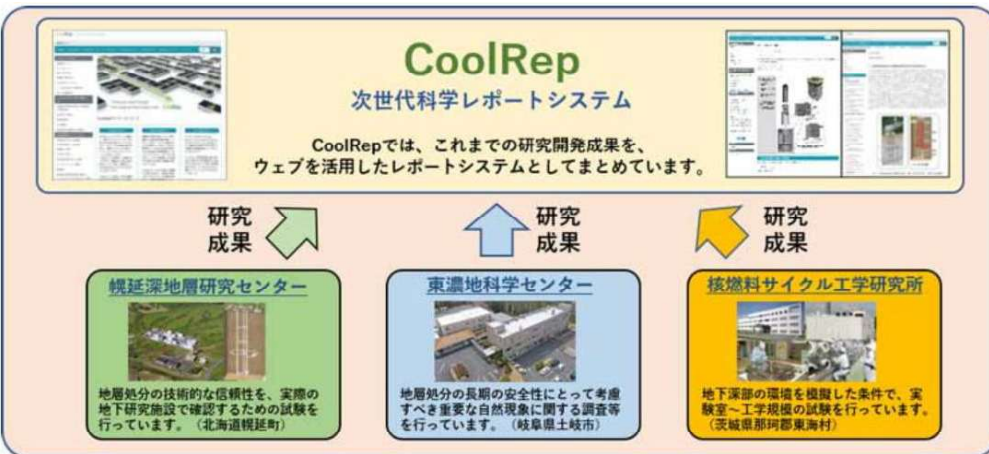 CoolRep
次世代科学レポートシステム
CoolRepでは、これまでの研究開発成果を、
ウェブを活用したレポートシステムとしてまとめています。
研究
成果
研究
成果
研究
成果
幌延深地層研究センター
地層処分の技術的な信頼性を、実際の
地下研究施設で確認するための試験を
行っています。（北海道幌延町）
東濃地科学センター
地層処分の長期の安全性にとって考慮
すべき重要な自然現象に関する調査等
を行っています。（岐阜県土岐市）
核燃料サイクル工学研究所
地下深部の環境を模擬した条件で、実
験室～工学規模の試験を行っています。
（茨城県那珂郡東海村）